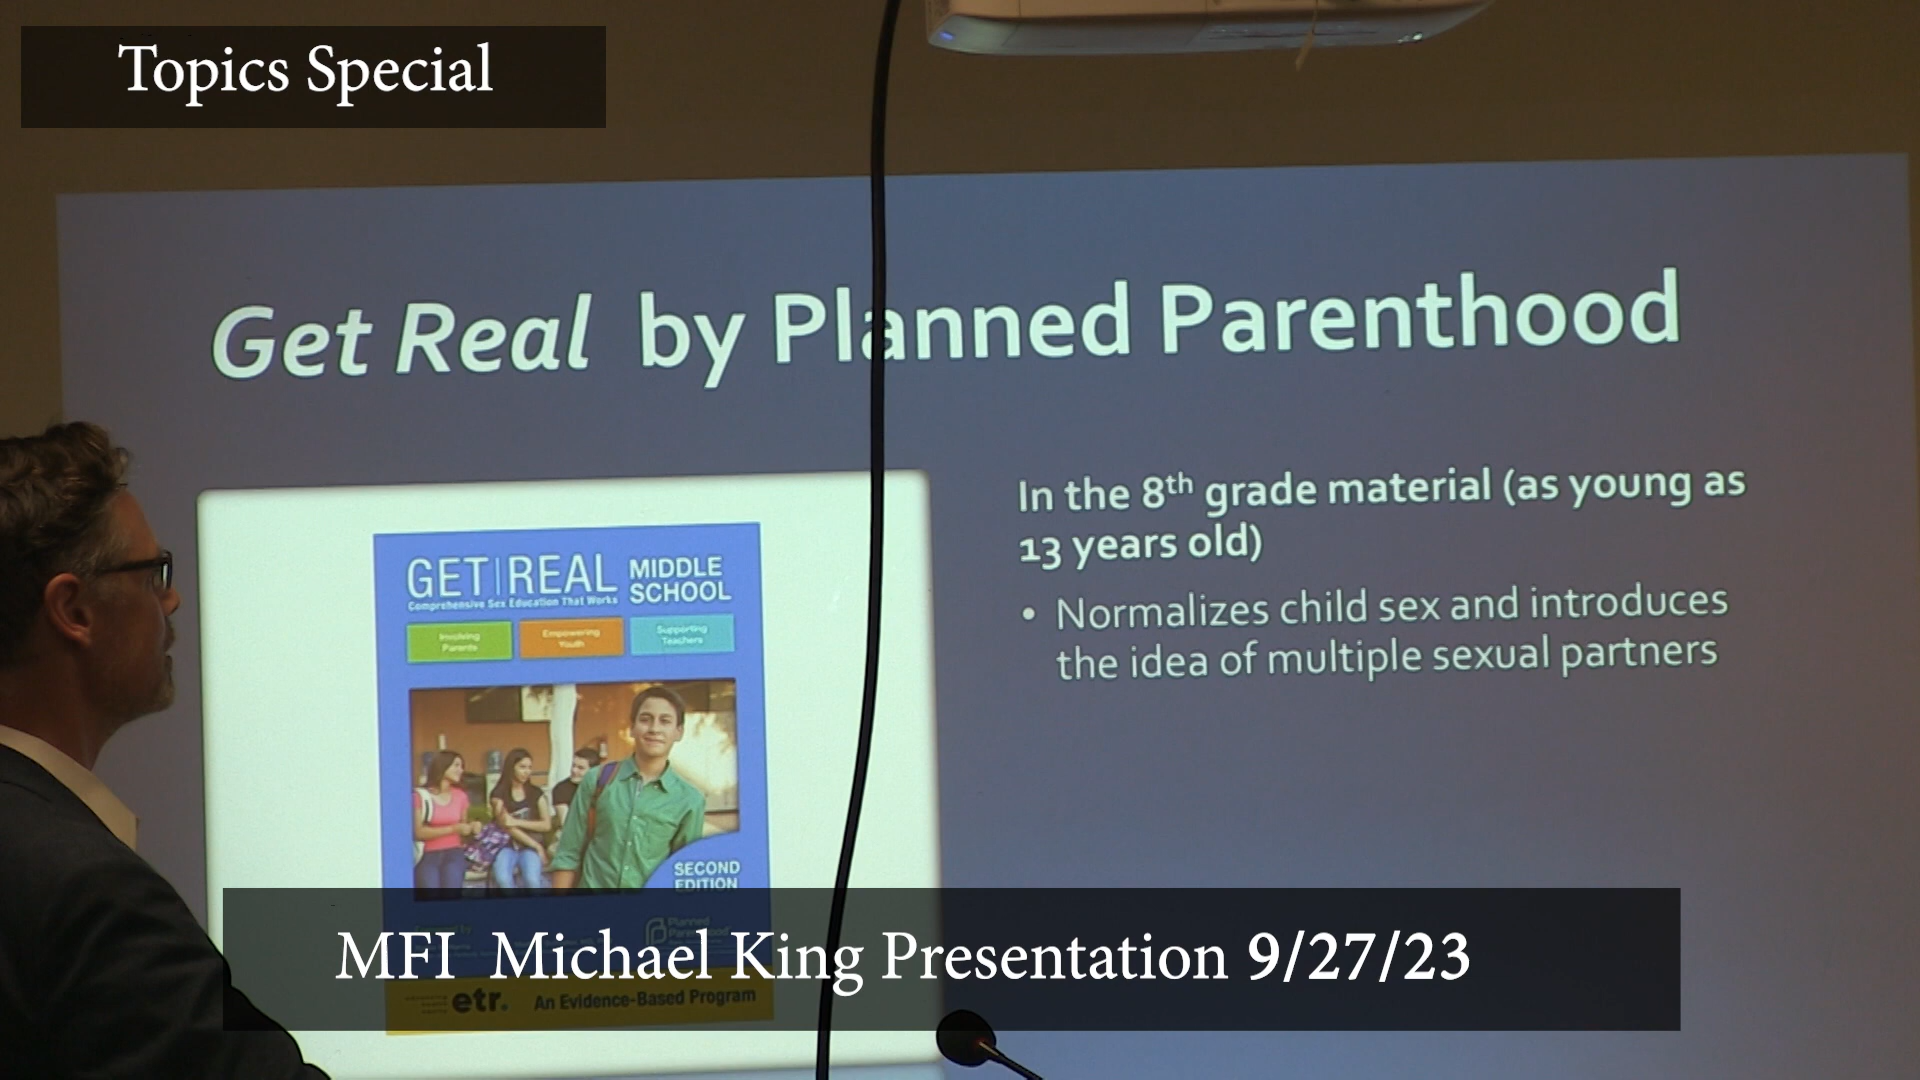 Topics Special
Get Real by Planned Parenthood
In the 8th grade material (as young as
13 years old)
• Normalizes child sex and introduces
the idea of multiple sexual partners
GET|REAL MIDDLE
SCHOOL
Comprehensive Sex Education That Works
Involving
Parents
Empowering
Youth
Supporting
Teachers
SECOND
EDITION
Planned
Parenthood
MFI Michael King Presentation 9/27/23
etr. An Evidence-Based Program